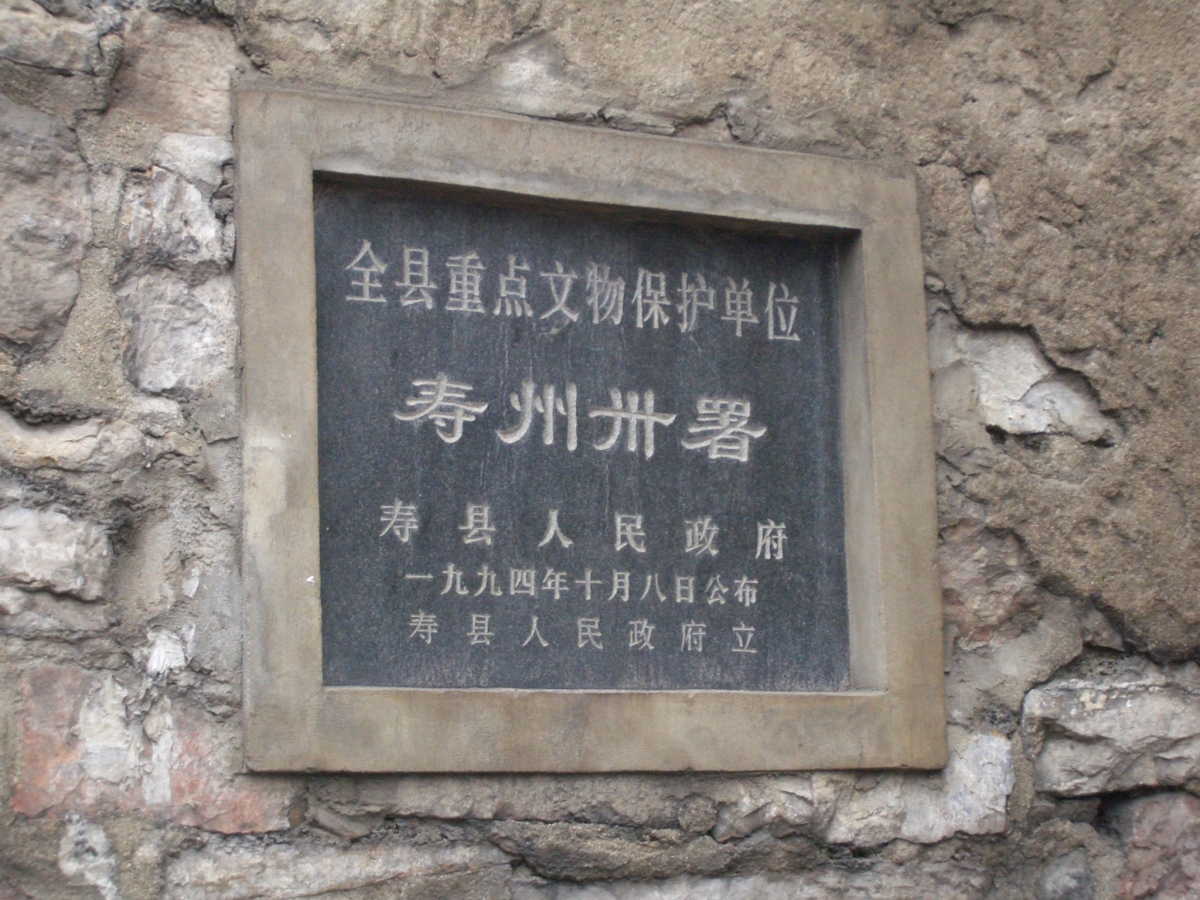 全县重点文物保护单位
寿州卅署
寿县人民政府
一九九四年十月八日公布
寿县人民政府立